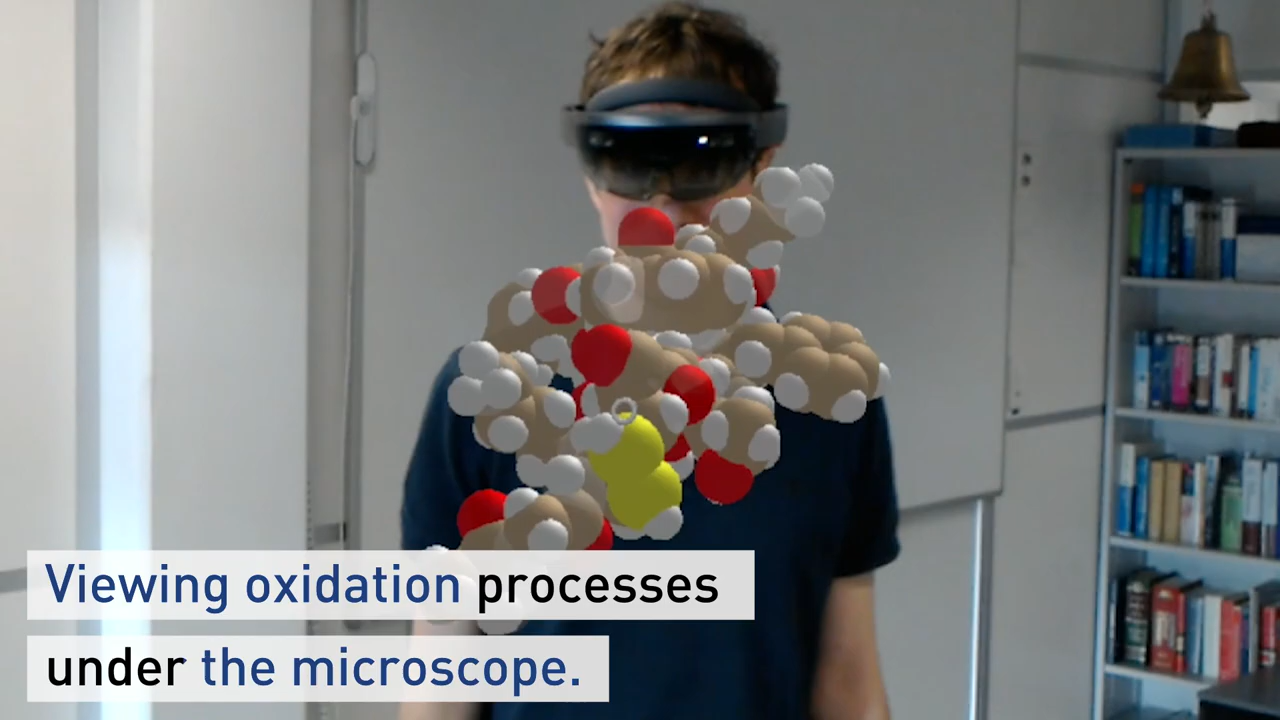 Viewing oxidation processes
under the microscope.